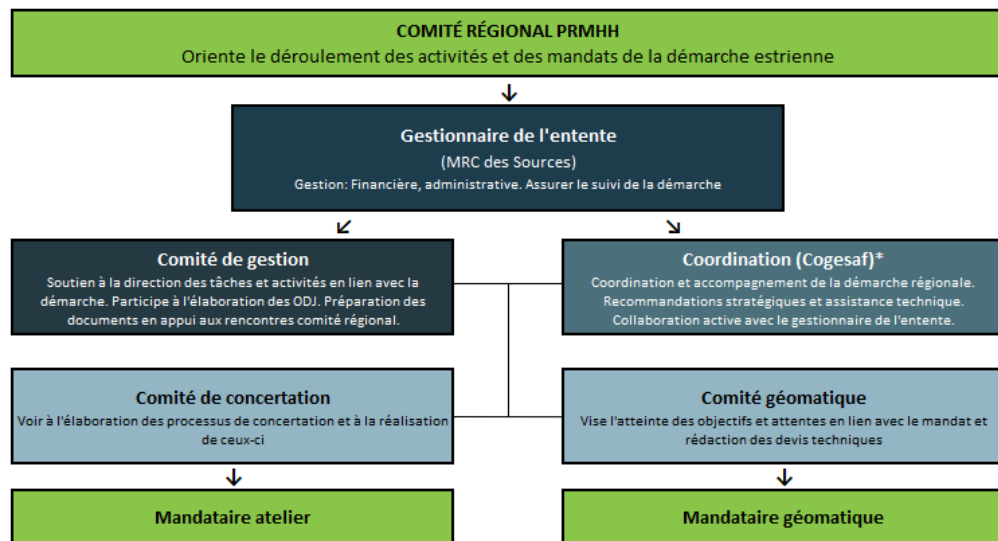 COMITÉ RÉGIONAL PRMHH
Oriente le déroulement des activités et des mandats de la démarche estrienne
Gestionnaire de l'entente
(MRC des Sources)
Gestion: Financière, administrative. Assurer le suivi de la démarche
Comité de gestion
Soutien à la direction des tâches et activités en lien avec la
démarche. Participe à l'élaboration des ODJ. Préparation des
documents en appui aux rencontres comité régional.
Coordination (Cogesaf)*
Coordination et accompagnement de la démarche régionale.
Recommandations stratégiques et assistance technique.
Collaboration active avec le gestionnaire de l'entente.
Comité de concertation
Voir à l'élaboration des processus de concertation et à la réalisation
de ceux-ci
Comité géomatique
Vise l'atteinte des objectifs et attentes en lien avec le mandat et
rédaction des devis techniques
Mandataire atelier
Mandataire géomatique